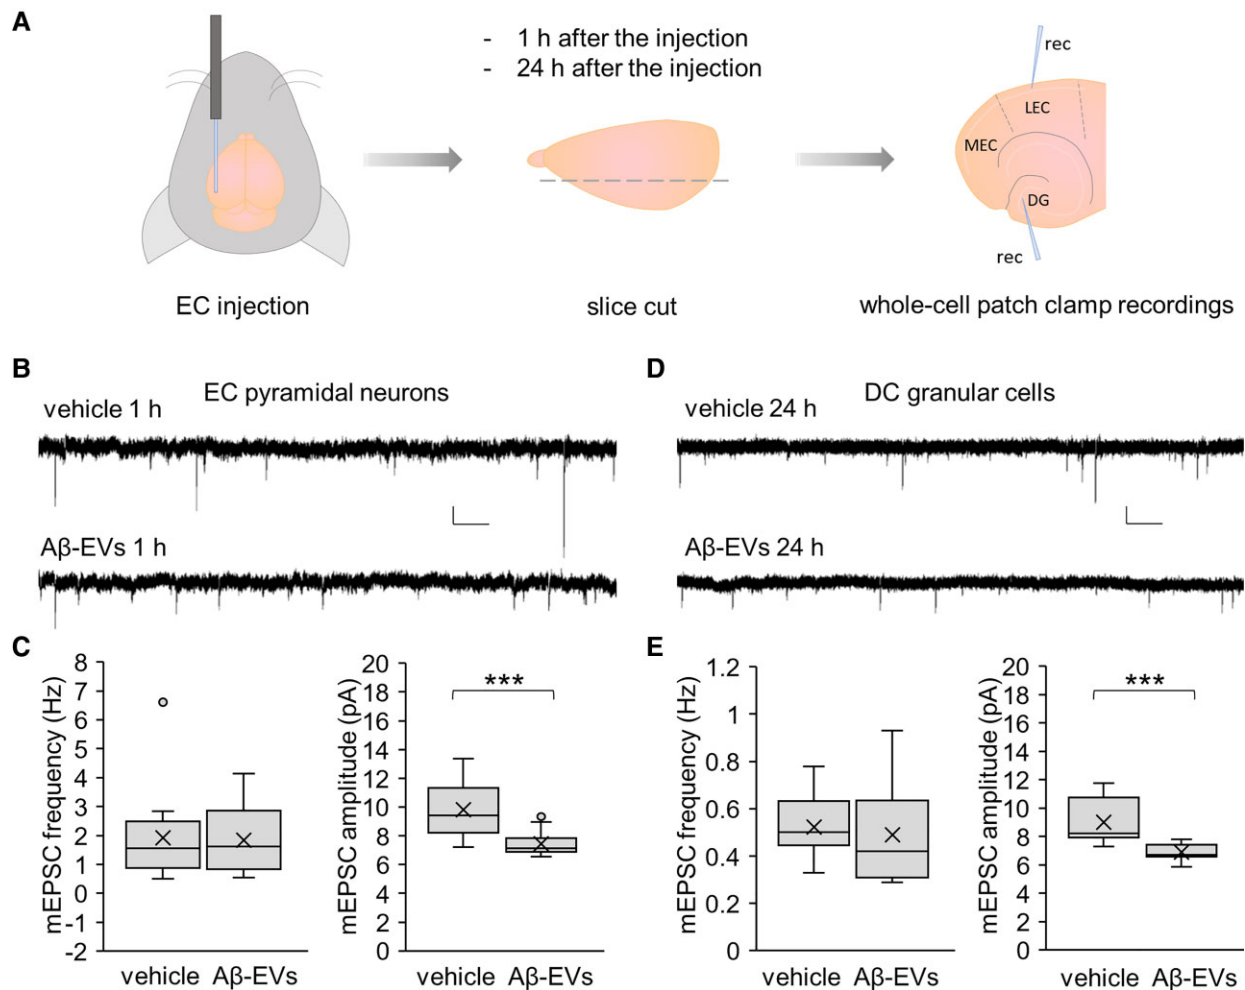 A
- 1 h after the injection
- 24 h after the injection
rec
LEC
MEC
DG
rec
EC injection
slice cut
whole-cell patch clamp recordings
B
EC pyramidal neurons
vehicle 1 h
Aβ-EVs 1 h
D
DC granular cells
vehicle 24 h
Aβ-EVs 24 h
C
mEPSC frequency (Hz)
8
7
6
5
4
3
2
1
0
-1
-2
vehicle Aβ-EVs
mEPSC amplitude (pA)
20
18
16
14
12
10
8
6
4
2
0
***
vehicle Aβ-EVs
E
mEPSC frequency (Hz)
1.2
1
0.8
0.6
0.4
0.2
0
vehicle Aβ-EVs
mEPSC amplitude (pA)
20
18
16
14
12
10
8
6
4
2
0
***
vehicle Aβ-EVs